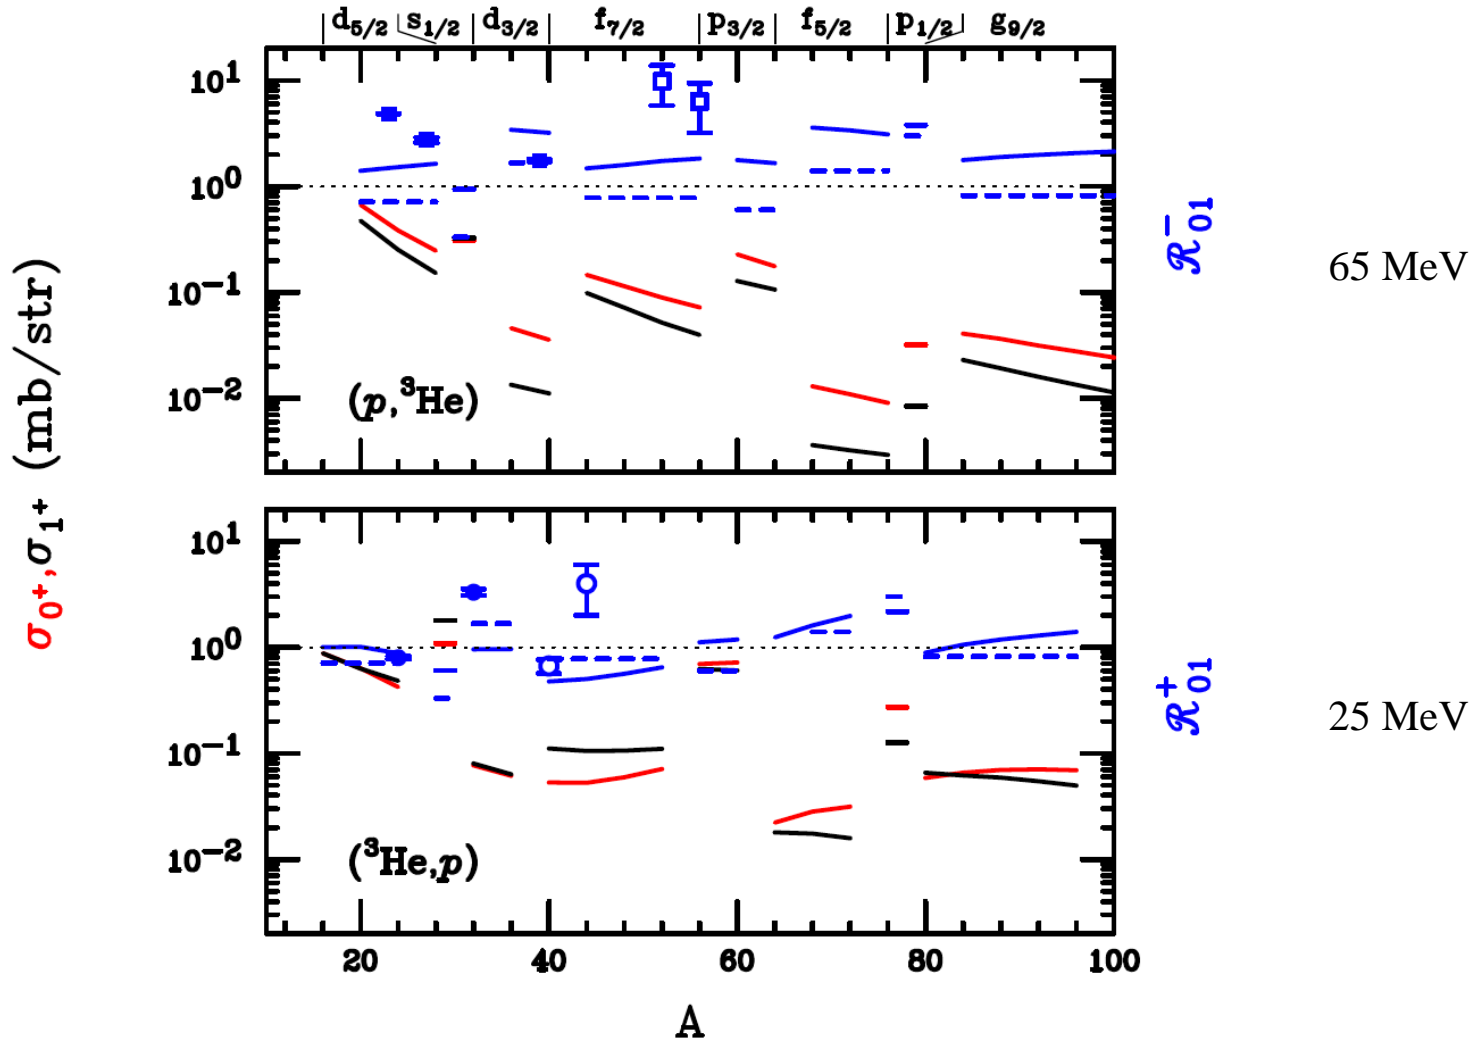 d5/2 s1/2 d3/2 f7/2 p3/2 f5/2 p1/2 g9/2
10^1
10^0
10^−1
10^−2
(p,³He)
ℛ⁻₀₁
65 MeV
σ0+,σ1+ (mb/str)
10^1
10^0
10^−1
10^−2
(³He,p)
ℛ⁺₀₁
25 MeV
20 40 60 80 100
A